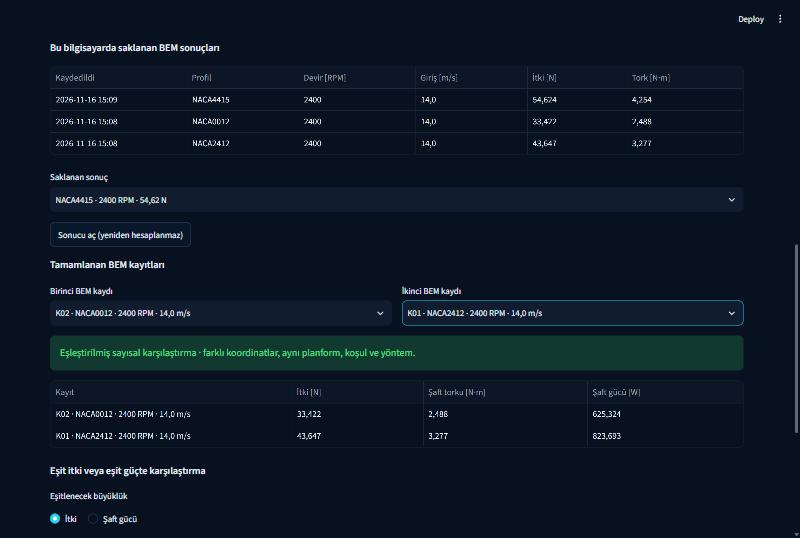 Deploy
Bu bilgisayarda saklanan BEM sonuçları
Kaydedildi Profil Devir [RPM] Giriş [m/s] İtki [N] Tork [N·m]
2026-11-16 15:09 NACA4415 2400 14,0 54,624 4,254
2026-11-16 15:08 NACA0012 2400 14,0 33,422 2,488
2026-11-16 15:08 NACA2412 2400 14,0 43,647 3,277
Saklanan sonuç
NACA4415 · 2400 RPM · 54,62 N
Sonucu aç (yeniden hesaplanmaz)
Tamamlanan BEM kayıtları
Birinci BEM kaydı İkinci BEM kaydı
K02 · NACA0012 · 2400 RPM · 14,0 m/s K01 · NACA2412 · 2400 RPM · 14,0 m/s
Eşleştirilmiş sayısal karşılaştırma · farklı koordinatlar, aynı planform, koşul ve yöntem.
Kayıt İtki [N] Şaft torku [N·m] Şaft gücü [W]
K02 · NACA0012 · 2400 RPM · 14,0 m/s 33,422 2,488 625,324
K01 · NACA2412 · 2400 RPM · 14,0 m/s 43,647 3,277 823,693
Eşit itki veya eşit güçte karşılaştırma
Eşitlenecek büyüklük
İtki Şaft gücü